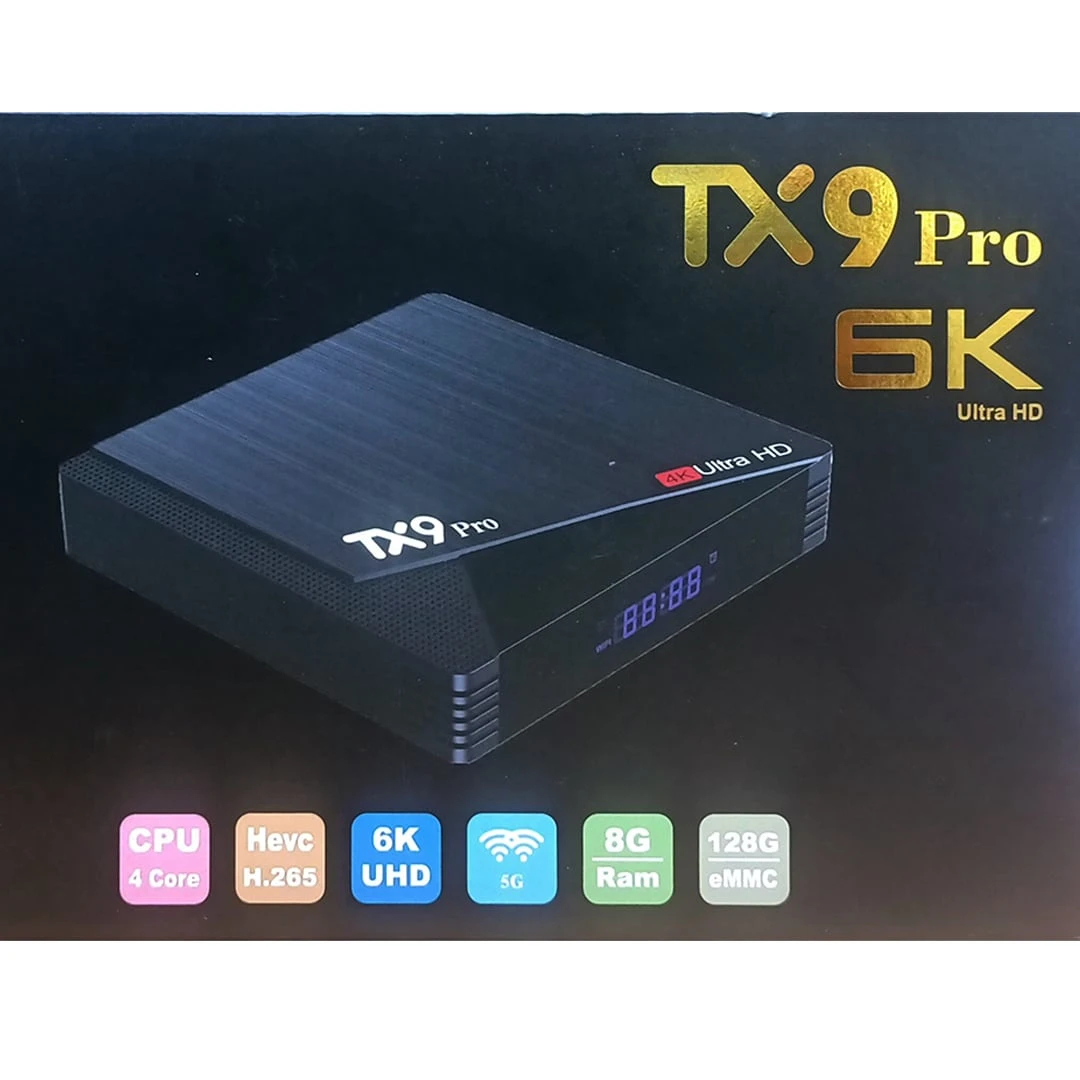 TX9 Pro
6K
Ultra HD
4K Ultra HD
TX9 Pro
88:88
WIFI
CPU
4 Core
Hevc
H.265
6K
UHD
5G
8G
Ram
128G
eMMC